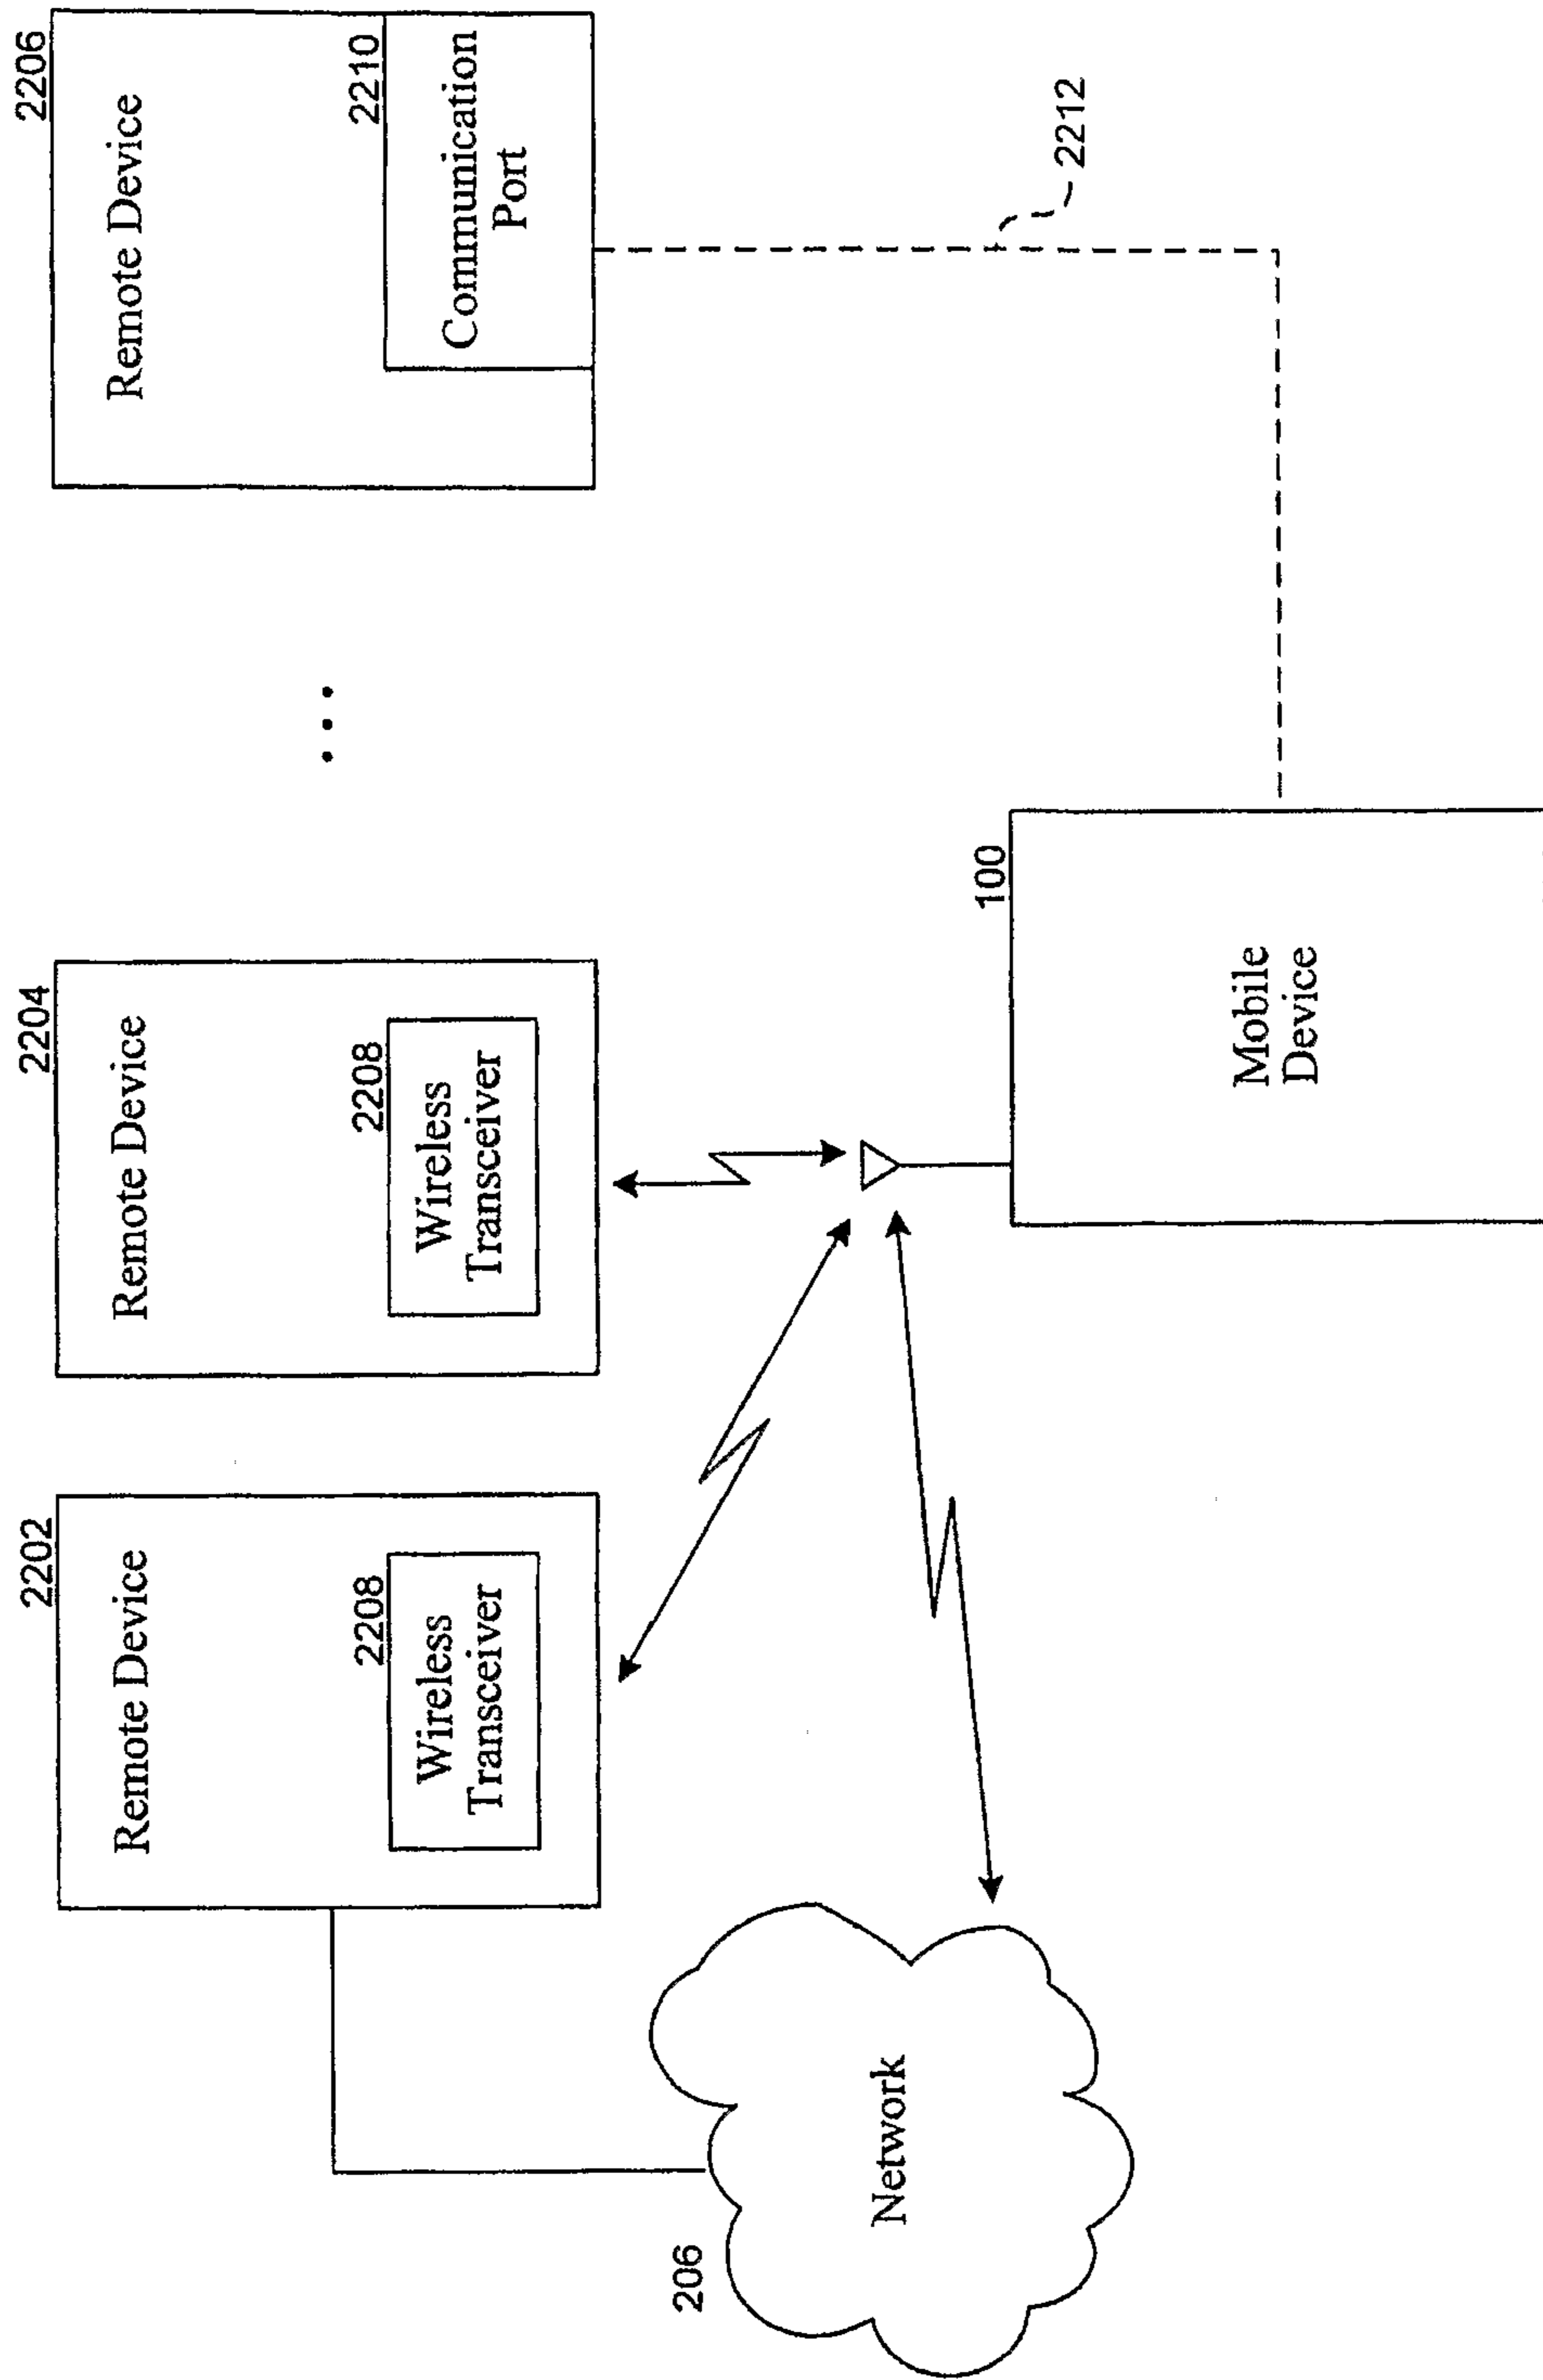 2202
Remote Device
2208
Wireless
Transceiver
2204
Remote Device
2208
Wireless
Transceiver
...
2206
Remote Device
2210
Communication
Port
2212
206
Network
100
Mobile
Device